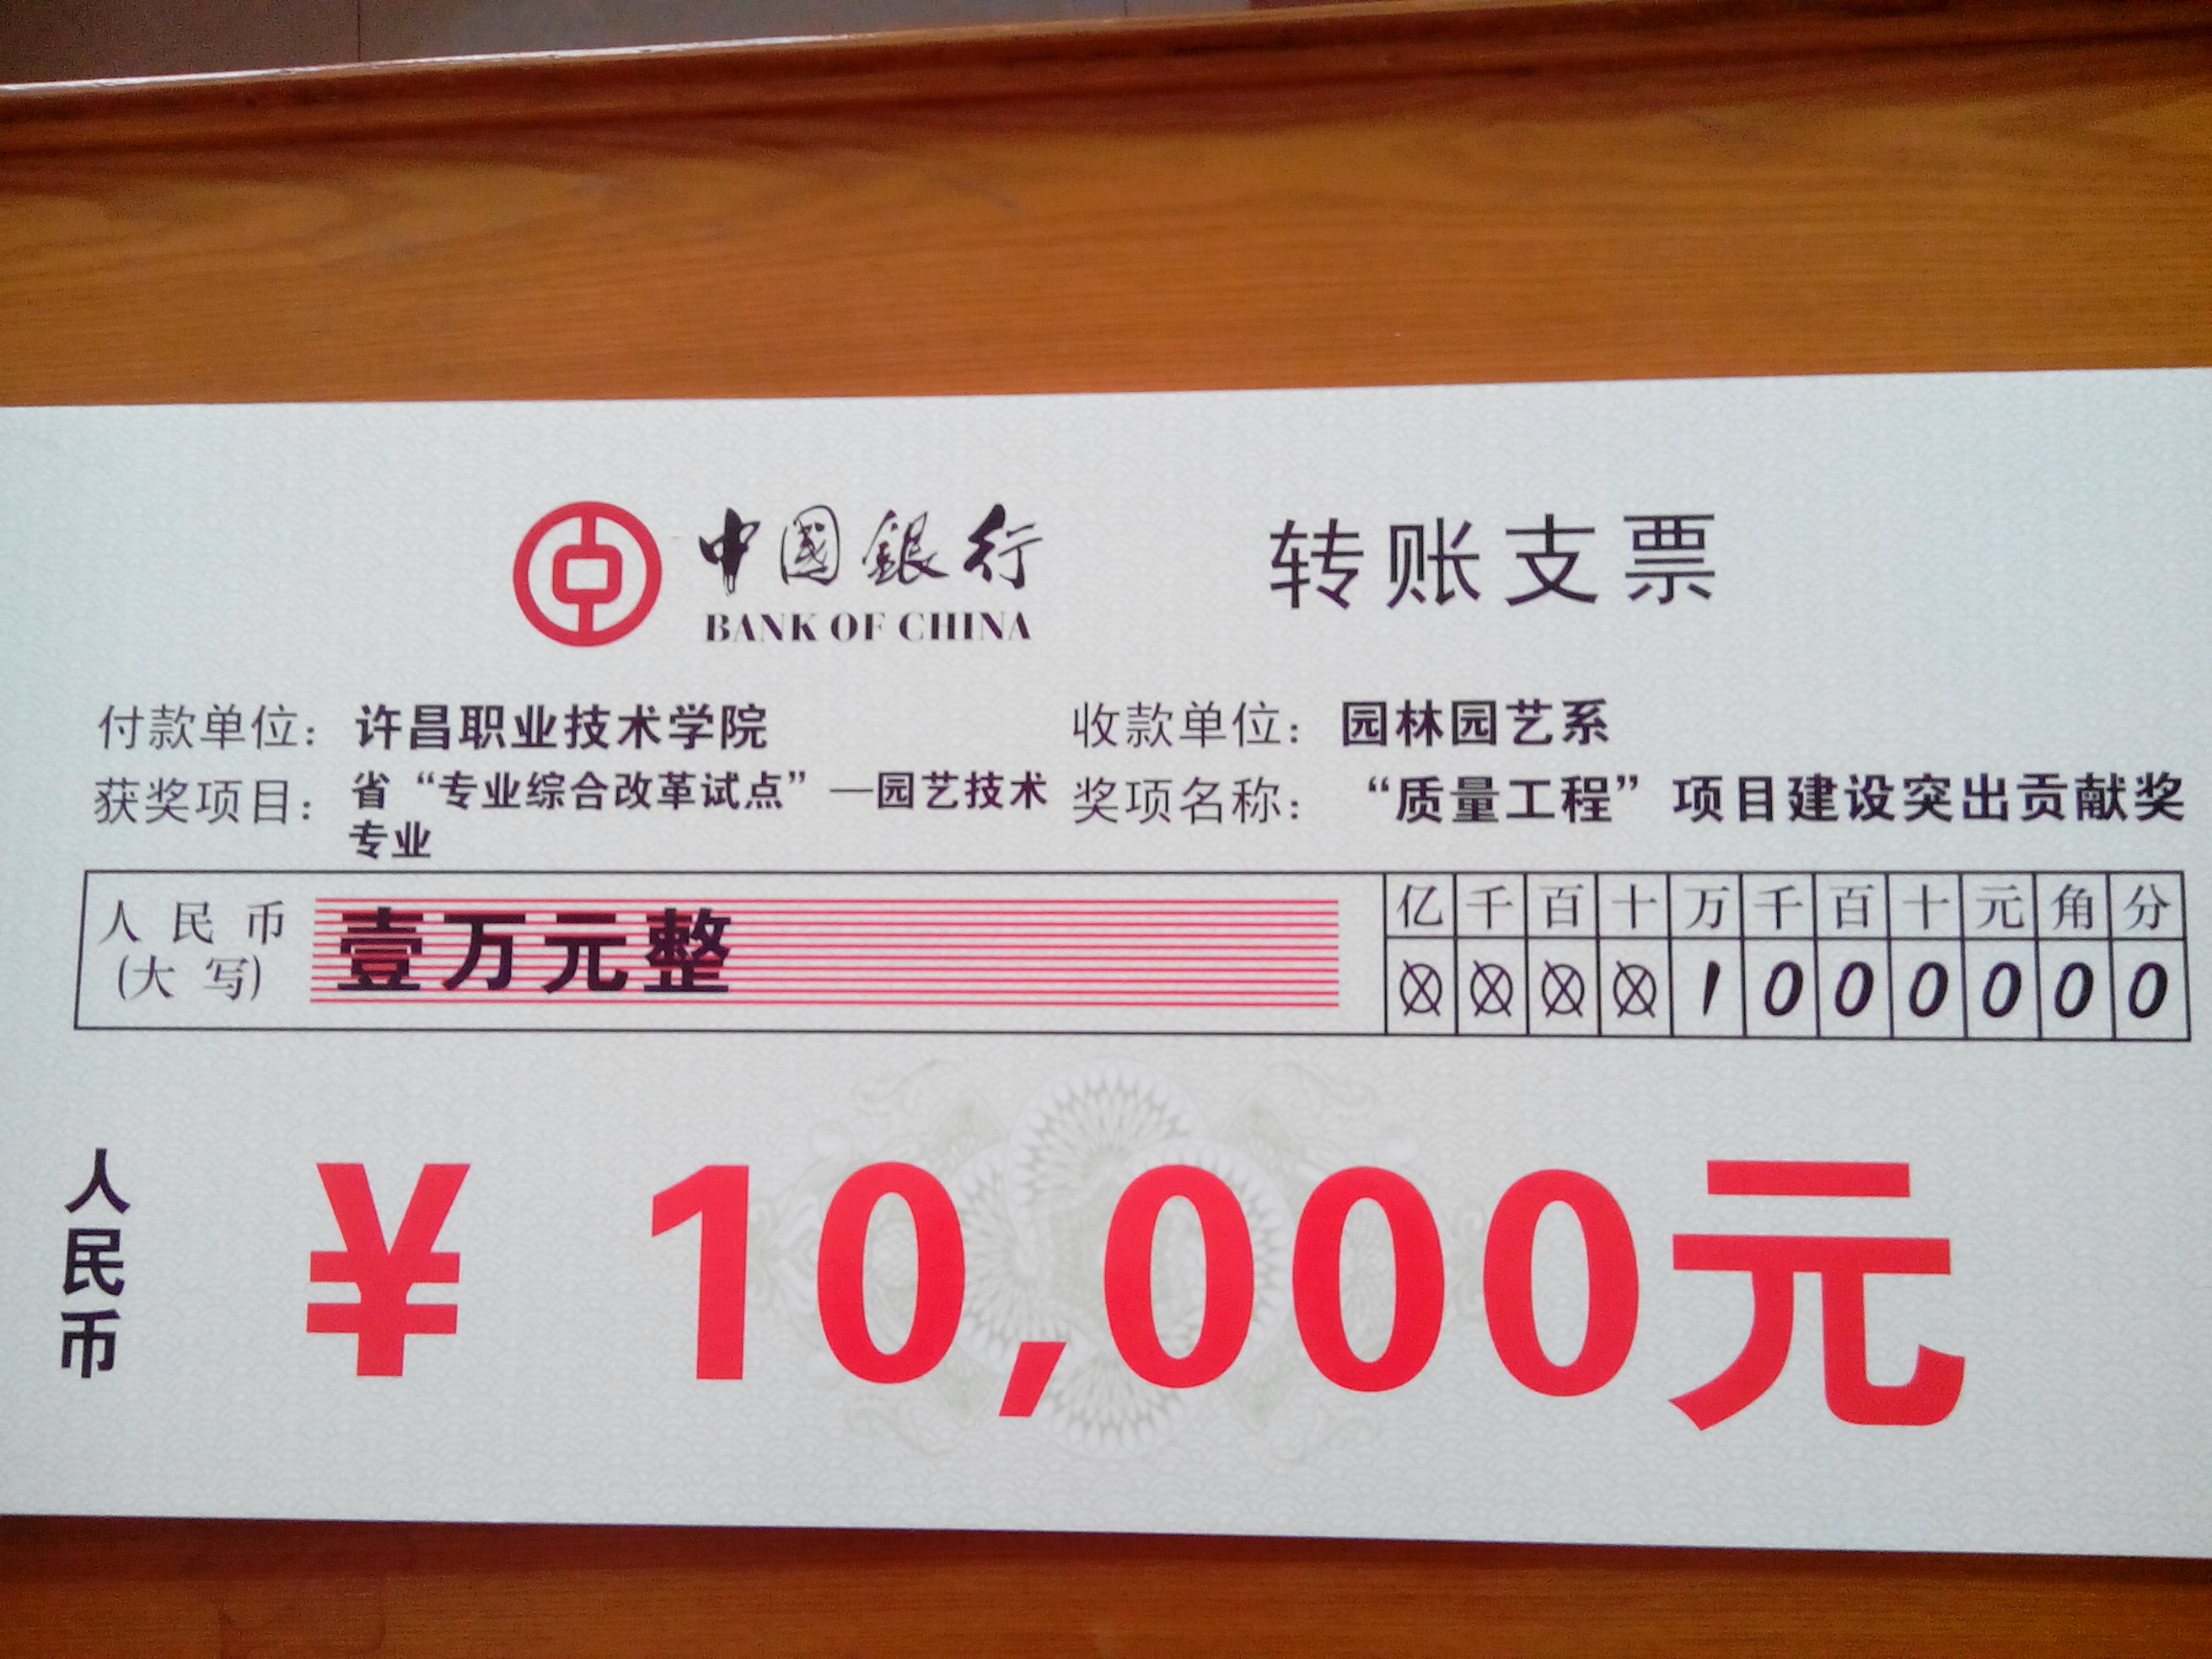 中國銀行 转账支票
BANK OF CHINA
付款单位：许昌职业技术学院 收款单位：园林园艺系
获奖项目：省“专业综合改革试点”—园艺技术 奖项名称：“质量工程”项目建设突出贡献奖
专业
人民币 壹万元整 亿 千 百 十 万 千 百 十 元 角 分
(大写) ⊗ ⊗ ⊗ ⊗ 1 0 0 0 0 0 0
人民币 ¥ 10,000元